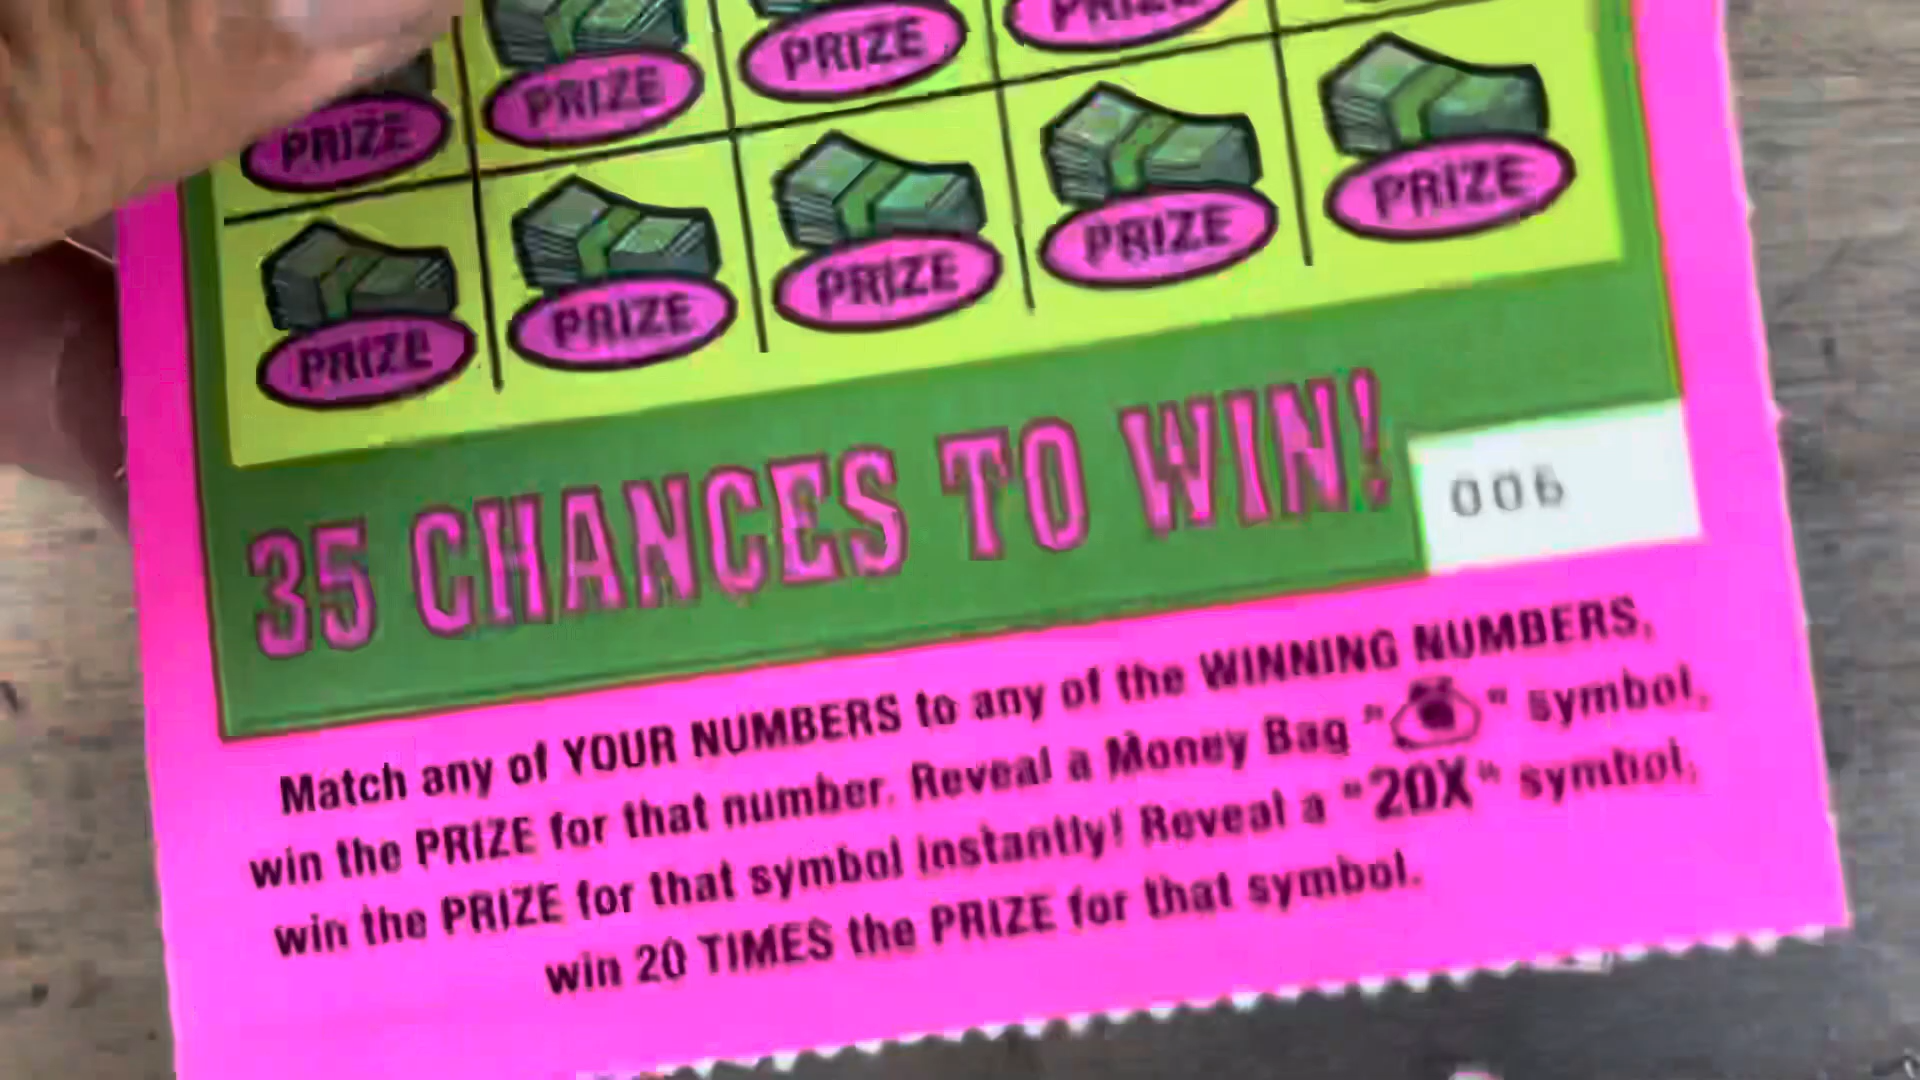 PRIZE PRIZE PRIZE PRIZE
PRIZE PRIZE PRIZE PRIZE PRIZE
35 CHANCES TO WIN!
006
Match any of YOUR NUMBERS to any of the WINNING NUMBERS,
win the PRIZE for that number. Reveal a Money Bag " " symbol,
win the PRIZE for that symbol instantly! Reveal a "20X" symbol,
win 20 TIMES the PRIZE for that symbol.